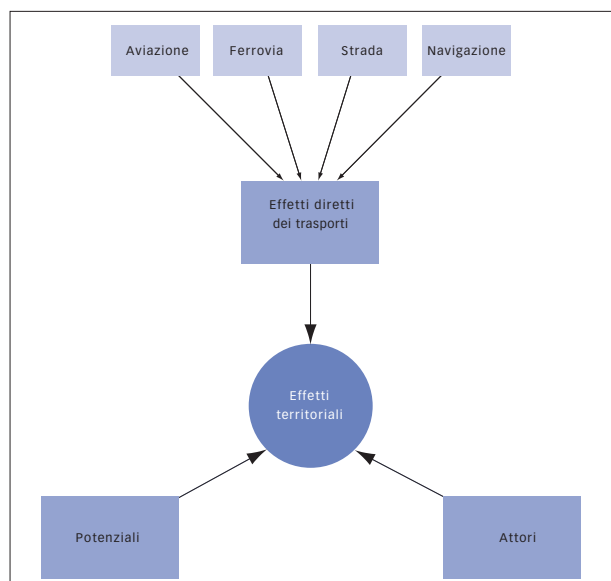 Aviazione
Ferrovia
Strada
Navigazione
Effetti diretti
dei trasporti
Effetti
territoriali
Potenziali
Attori